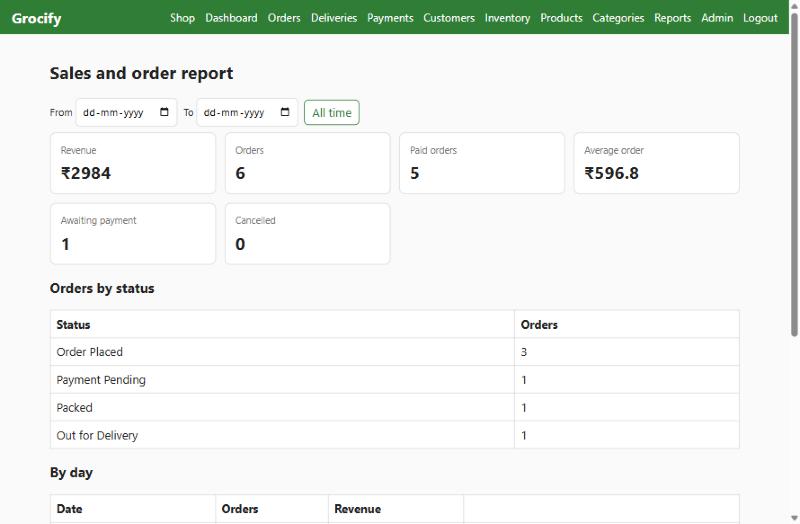 Grocify Shop Dashboard Orders Deliveries Payments Customers Inventory Products Categories Reports Admin Logout
Sales and order report
From dd-mm-yyyy To dd-mm-yyyy All time
Revenue Orders Paid orders Average order
₹2984 6 5 ₹596.8
Awaiting payment Cancelled
1 0
Orders by status
Status Orders
Order Placed 3
Payment Pending 1
Packed 1
Out for Delivery 1
By day
Date Orders Revenue